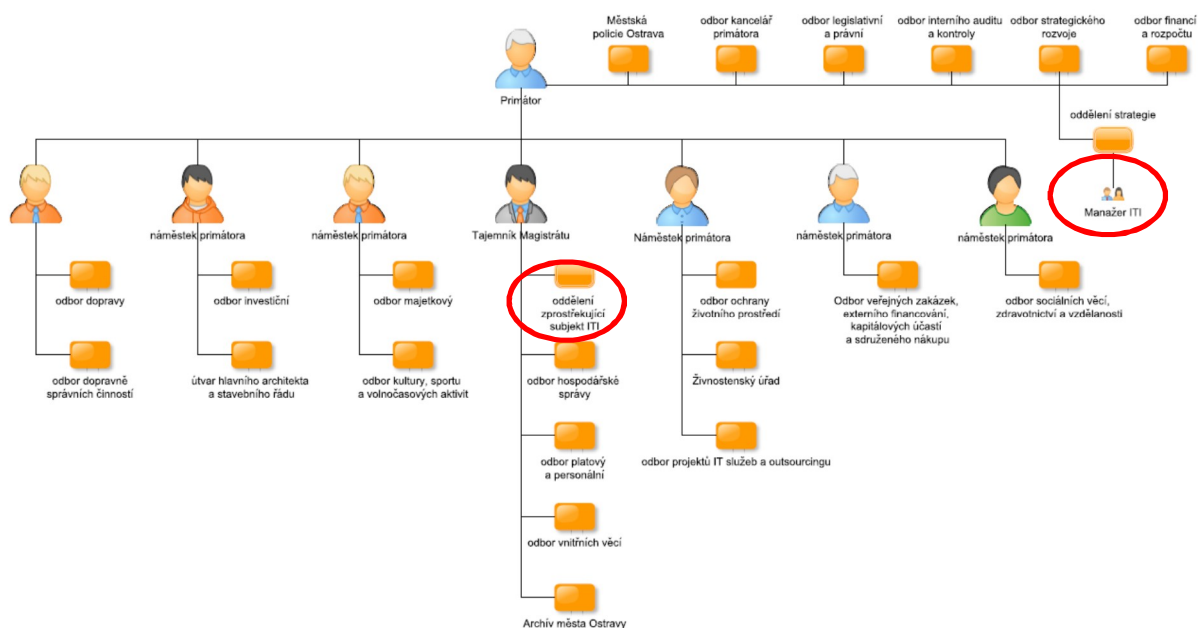 Městská
policie Ostrava
odbor kancelář
primátora
odbor legislativní
a právní
odbor interního auditu
a kontroly
odbor strategického
rozvoje
odbor financí
a rozpočtu
Primátor
oddělení strategie
Manažer ITI
náměstek primátora
náměstek primátora
Tajemník Magistrátu
Náměstek primátora
náměstek primátora
náměstek primátora
odbor dopravy
odbor investiční
odbor majetkový
oddělení
zprostřekující
subjekt ITI
odbor ochrany
životního prostředí
Odbor veřejných zakázek,
externího financování,
kapitálových účastí
a sdruženého nákupu
odbor sociálních věcí,
zdravotnictví a vzdělanosti
odbor dopravně
správních činností
útvar hlavního architekta
a stavebního řádu
odbor kultury, sportu
a volnočasových aktivit
odbor hospodářské
správy
Živnostenský úřad
odbor platový
a personální
odbor projektů IT služeb a outsourcingu
odbor vnitřních věcí
Archív města Ostravy